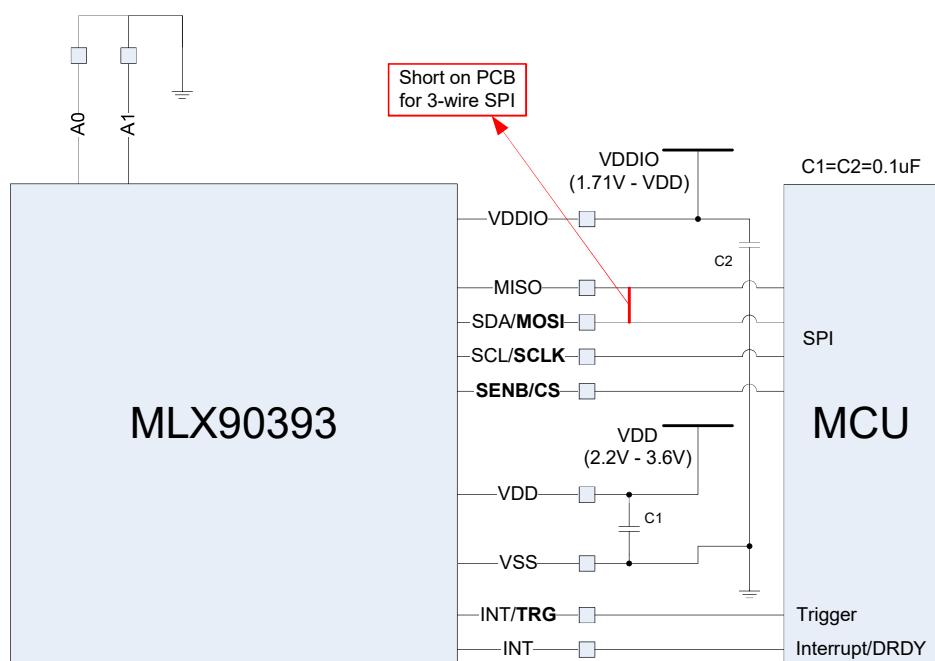 A0
A1
Short on PCB
for 3-wire SPI
VDDIO
(1.71V - VDD)
C1=C2=0.1uF
VDDIO
C2
MISO
SDA/MOSI
SPI
SCL/SCLK
SENB/CS
MLX90393
MCU
VDD
(2.2V - 3.6V)
VDD
C1
VSS
INT/TRG
Trigger
INT
Interrupt/DRDY